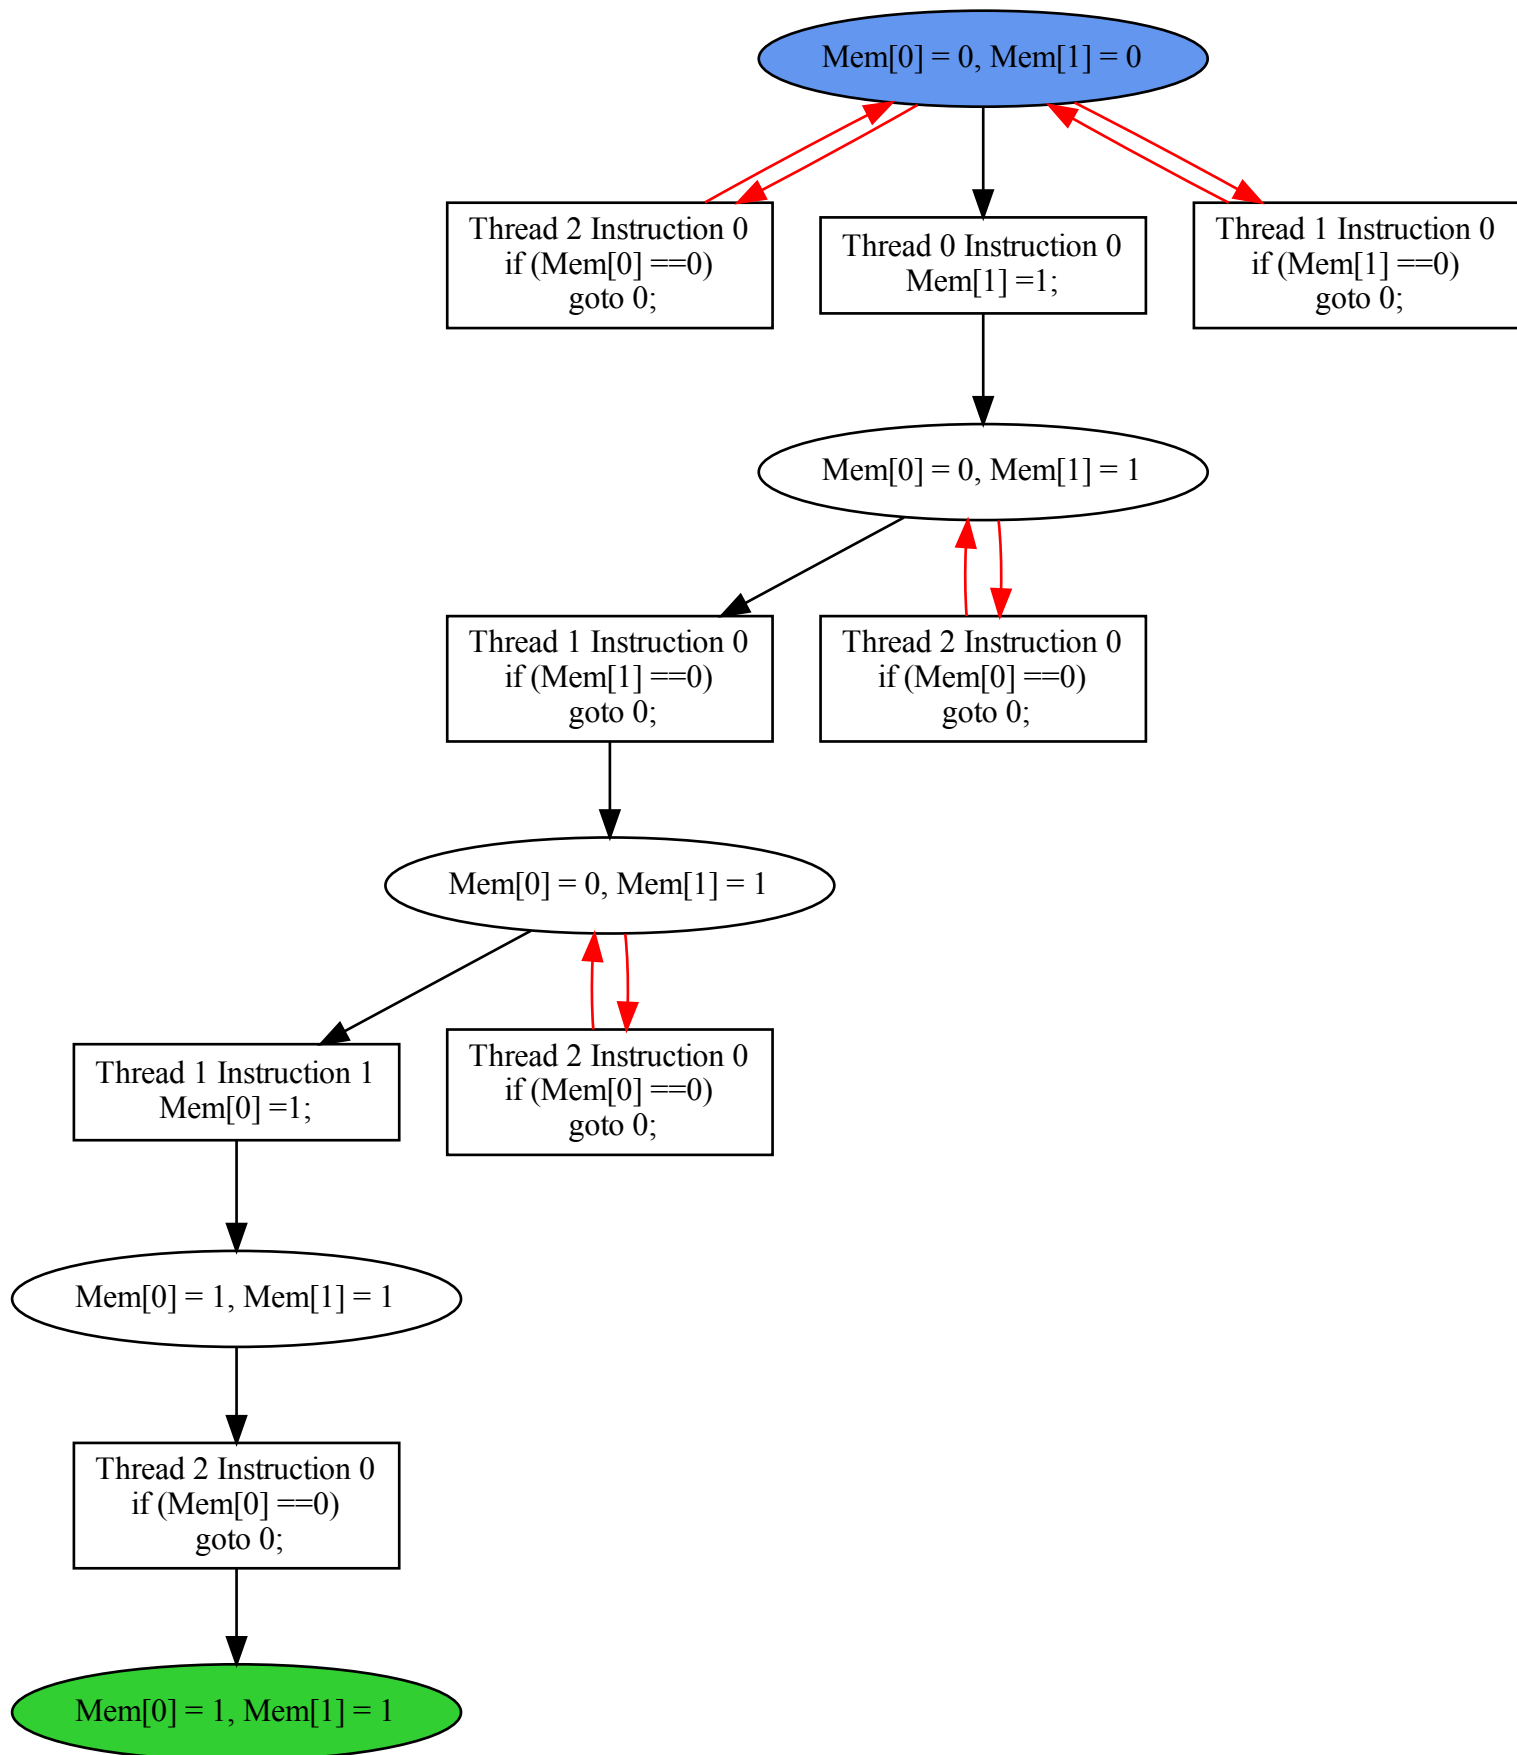 Mem[0] = 0, Mem[1] = 0
Thread 2 Instruction 0
if (Mem[0] ==0)
goto 0;
Thread 0 Instruction 0
Mem[1] =1;
Thread 1 Instruction 0
if (Mem[1] ==0)
goto 0;
Mem[0] = 0, Mem[1] = 1
Thread 1 Instruction 0
if (Mem[1] ==0)
goto 0;
Thread 2 Instruction 0
if (Mem[0] ==0)
goto 0;
Mem[0] = 0, Mem[1] = 1
Thread 1 Instruction 1
Mem[0] =1;
Thread 2 Instruction 0
if (Mem[0] ==0)
goto 0;
Mem[0] = 1, Mem[1] = 1
Thread 2 Instruction 0
if (Mem[0] ==0)
goto 0;
Mem[0] = 1, Mem[1] = 1